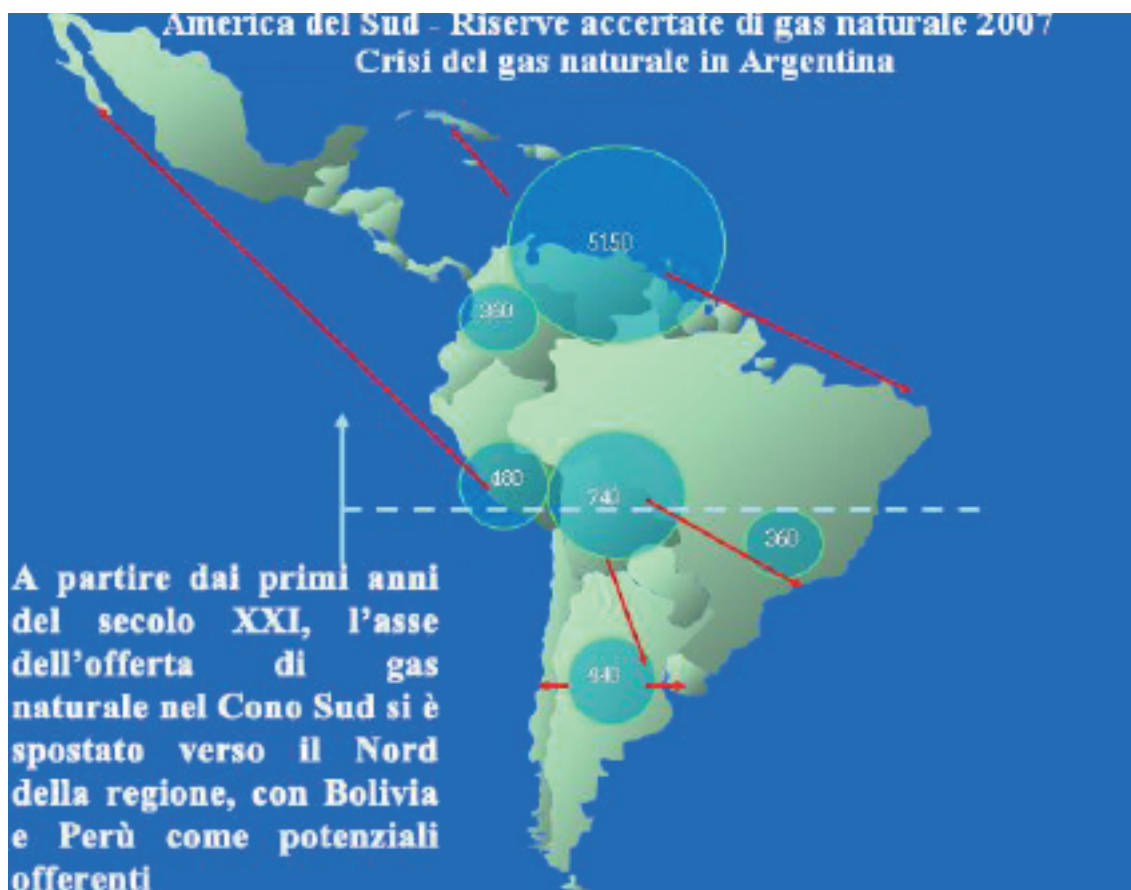 America del Sud - Riserve accertate di gas naturale 2007
Crisi del gas naturale in Argentina
5150
480
740
360
440
A partire dai primi anni
del secolo XXI, l'asse
dell'offerta di gas
naturale nel Cono Sud si è
spostato verso il Nord
della regione, con Bolivia
e Perù come potenziali
offerenti